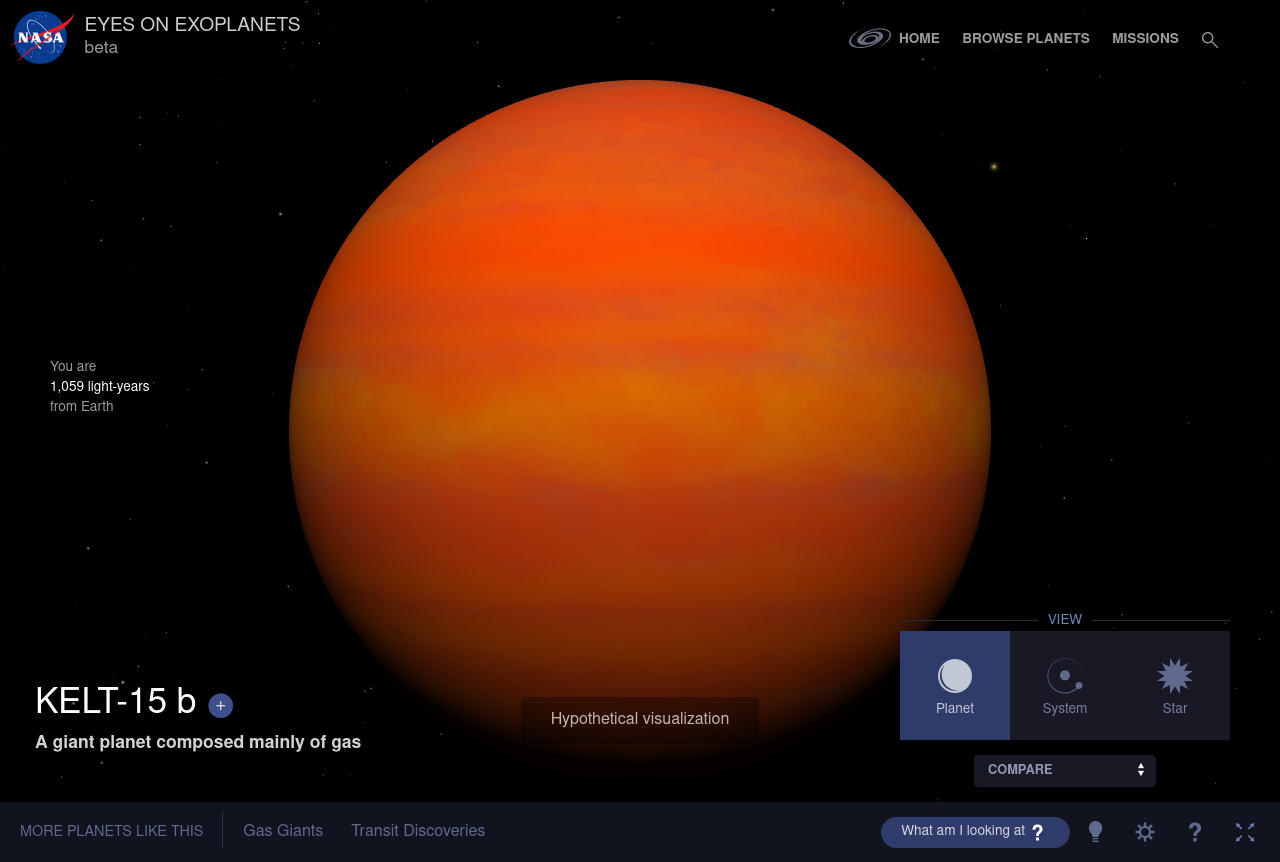 NASA
EYES ON EXOPLANETS
beta
HOME
BROWSE PLANETS
MISSIONS
You are
1,059 light-years
from Earth
KELT-15 b +
A giant planet composed mainly of gas
Hypothetical visualization
VIEW
Planet
System
Star
COMPARE
MORE PLANETS LIKE THIS
Gas Giants
Transit Discoveries
What am I looking at ?
?